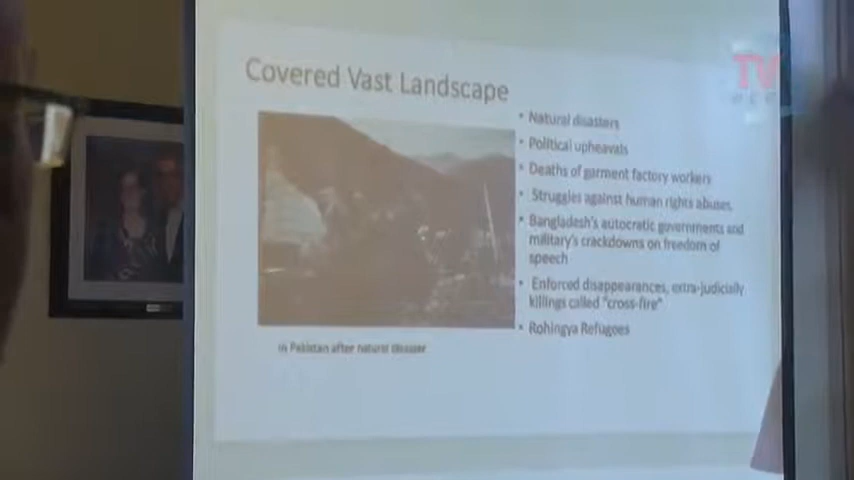 Covered Vast Landscape
• Natural disasters
• Political upheavals
• Deaths of garment factory workers
• Struggles against human rights abuses,
• Bangladesh's autocratic governments and
military's crackdowns on freedom of
speech
• Enforced disappearances, extra-judicially
killings called "cross-fire"
• Rohingya Refugees
in Pakistan after natural disaster
TV